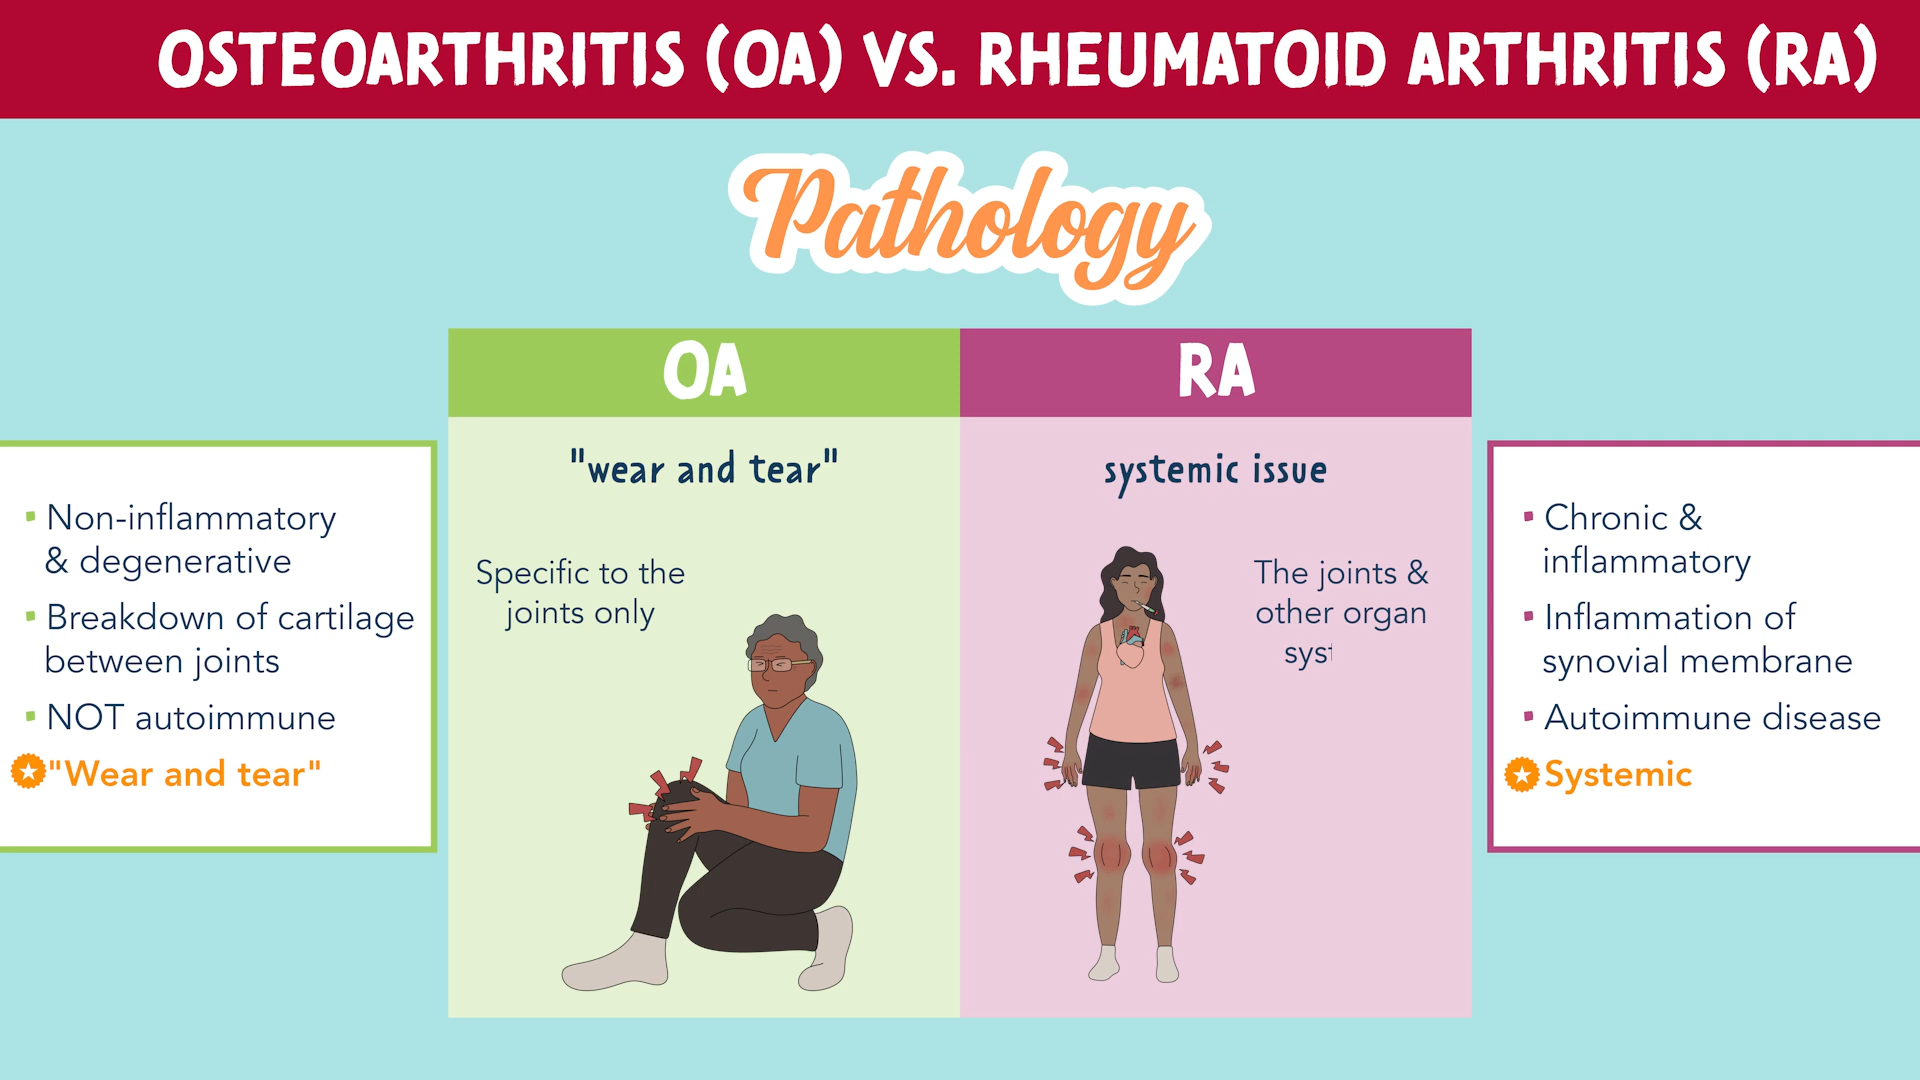 OSTEOARTHRITIS (OA) VS. RHEUMATOID ARTHRITIS (RA)
Pathology
OA
"wear and tear"
Specific to the
joints only
RA
systemic issue
The joints &
other organ
▪ Non-inflammatory
& degenerative
▪ Breakdown of cartilage
between joints
▪ NOT autoimmune
"Wear and tear"
▪ Chronic &
inflammatory
▪ Inflammation of
synovial membrane
▪ Autoimmune disease
Systemic